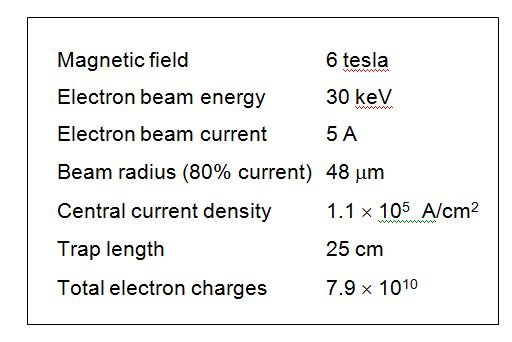 Magnetic field 6 tesla
Electron beam energy 30 keV
Electron beam current 5 A
Beam radius (80% current) 48 μm
Central current density 1.1 × 10⁵ A/cm²
Trap length 25 cm
Total electron charges 7.9 × 10¹⁰